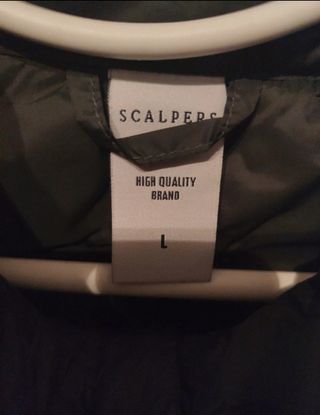 SCALPERS
HIGH QUALITY
BRAND
L